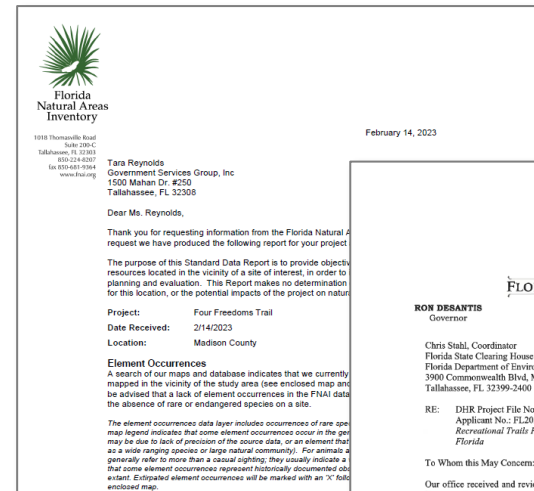 Florida
Natural Areas
Inventory
1018 Thomasville Road
Suite 200-C
Tallahassee, FL 32303
850-224-8207
fax 850-681-9364
www.fnai.org
February 14, 2023
Tara Reynolds
Government Services Group, Inc
1500 Mahan Dr. #250
Tallahassee, FL 32308
Dear Ms. Reynolds,
Thank you for requesting information from the Florida Natural A
request we have produced the following report for your project
The purpose of this Standard Data Report is to provide objectiv
resources located in the vicinity of a site of interest, in order to
planning and evaluation. This Report makes no determination
for this location, or the potential impacts of the project on natur
Project: Four Freedoms Trail
Date Received: 2/14/2023
Location: Madison County
Element Occurrences
A search of our maps and database indicates that we currently
mapped in the vicinity of the study area (see enclosed map and
be advised that a lack of element occurrences in the FNAI data
the absence of rare or endangered species on a site.
The element occurrences data layer includes occurrences of rare spe
map legend indicates that some element occurrences occur in the ger
may be due to lack of precision of the source data, or an element that
as a wide ranging species or large natural community). For animals a
generally refer to more than a casual sighting; they usually indicate a
that some element occurrences represent historically documented obs
extant. Extirpated element occurrences will be marked with an 'X' follo
enclosed map.
FLO
RON DESANTIS
Governor
Chris Stahl, Coordinator
Florida State Clearing House
Florida Department of Enviro
3900 Commonwealth Blvd, M
Tallahassee, FL 32399-2400
RE: DHR Project File No
Applicant No.: FL20
Recreational Trails P
Florida
To Whom this May Concern:
Our office received and revie